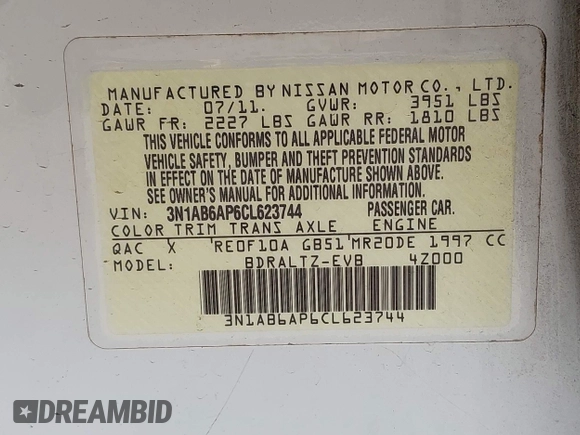 MANUFACTURED BY NISSAN MOTOR CO., LTD.
DATE: 07/11. GVWR: 3951 LBS
GAWR FR: 2227 LBS GAWR RR: 1810 LBS
THIS VEHICLE CONFORMS TO ALL APPLICABLE FEDERAL MOTOR
VEHICLE SAFETY, BUMPER AND THEFT PREVENTION STANDARDS
IN EFFECT ON THE DATE OF MANUFACTURE SHOWN ABOVE.
SEE OWNER'S MANUAL FOR ADDITIONAL INFORMATION.
VIN: 3N1AB6AP6CL623744 PASSENGER CAR.
COLOR TRIM TRANS AXLE ENGINE
QAC X 'RE0F10A GB51'MR20DE 1997 CC
MODEL: BDRALTZ-EVB 4Z000
3N1AB6AP6CL623744
DREAMBID